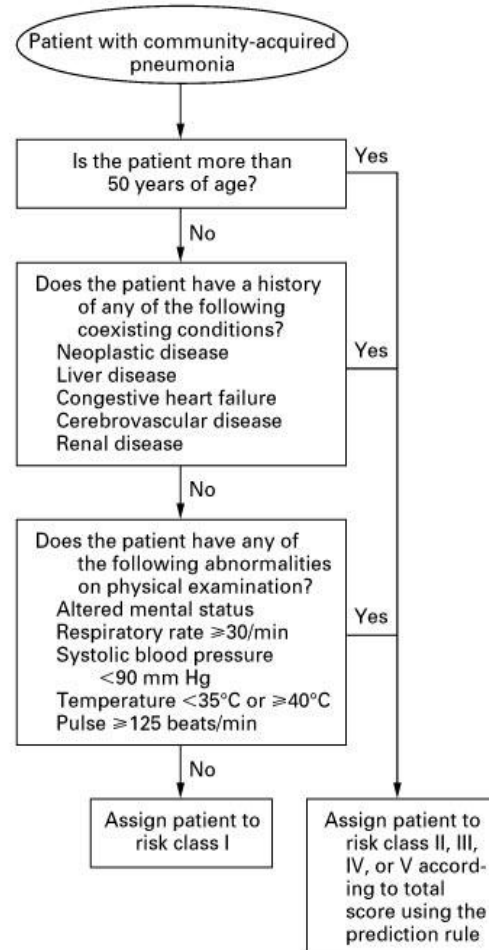 Patient with community-acquired
pneumonia
Is the patient more than
50 years of age?
Yes
No
Does the patient have a history
of any of the following
coexisting conditions?
Neoplastic disease
Liver disease
Congestive heart failure
Cerebrovascular disease
Renal disease
Yes
No
Does the patient have any of
the following abnormalities
on physical examination?
Altered mental status
Respiratory rate ≥30/min
Systolic blood pressure
<90 mm Hg
Temperature <35°C or ≥40°C
Pulse ≥125 beats/min
Yes
No
Assign patient to
risk class I
Assign patient to
risk class II, III,
IV, or V accord-
ing to total
score using the
prediction rule